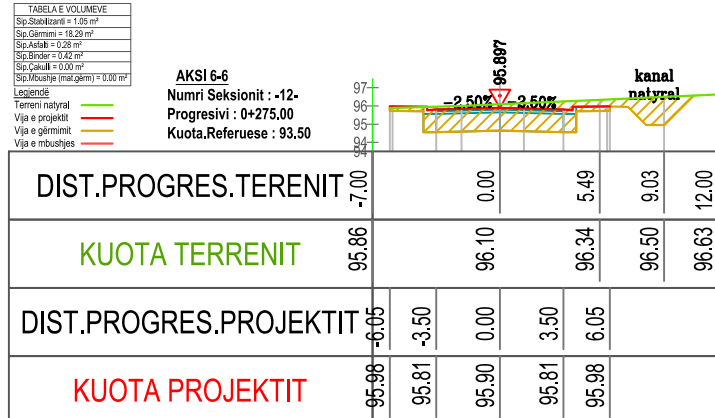 TABELA E VOLUMEVE
Sip.Stabilizanti = 1.05 m²
Sip.Gërmimi = 18.29 m²
Sip.Asfalti = 0.28 m²
Sip.Binder = 0.42 m²
Sip.Çakulli = 0.00 m²
Sip.Mbushje (mat.gërm) = 0.00 m²
Legjendë
Terreni natyral
Vija e projektit
Vija e gërmimit
Vija e mbushjes
AKSI 6-6
Numri Seksionit : -12-
Progresivi : 0+275,00
Kuota.Referuese : 93,50
97
96
95
94
94
95.897
-2.50% -2.50%
kanal
natyral
DIST.PROGRES.TERENIT -7.00 0.00 5.49 9.03 12.00
KUOTA TERRENIT 95.86 96.10 96.34 96.50 96.63
DIST.PROGRES.PROJEKTIT -6.05 -3.50 0.00 3.50 6.05
KUOTA PROJEKTIT 95.98 95.81 95.90 95.81 95.98